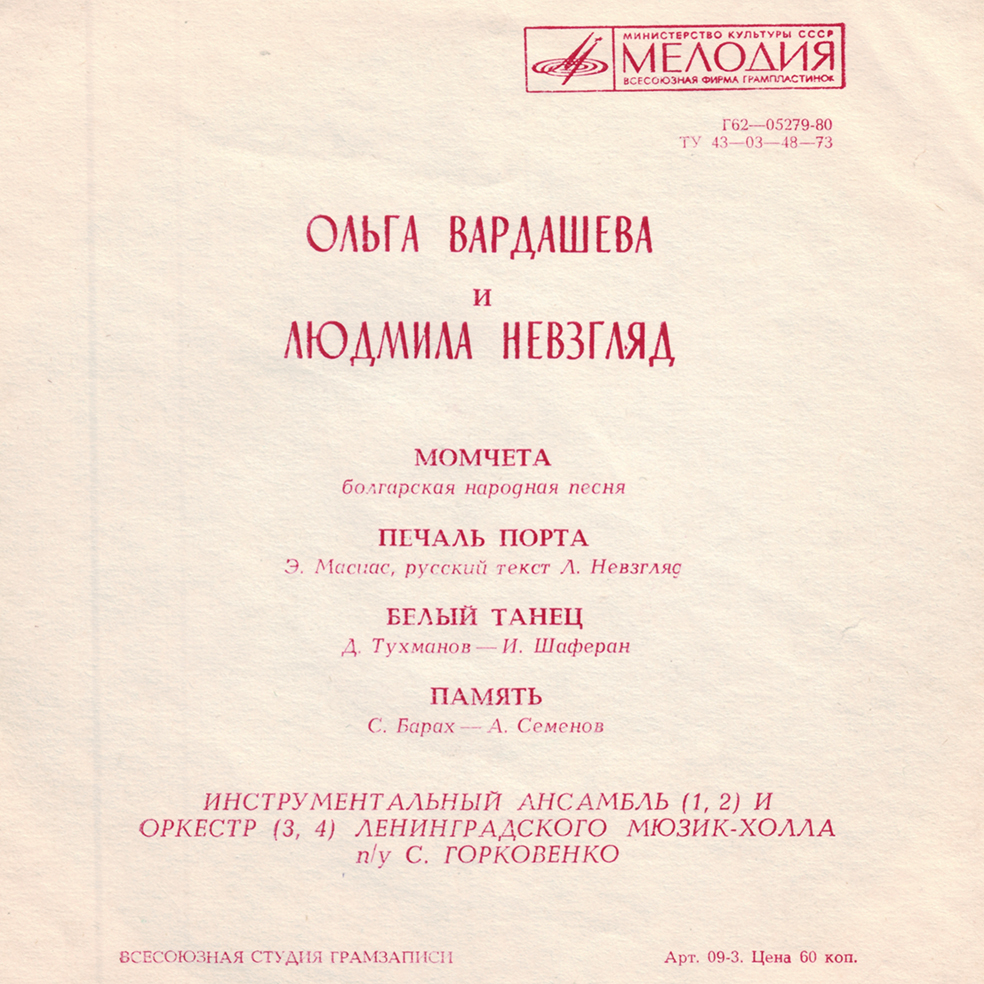 МИНИСТЕРСТВО КУЛЬТУРЫ СССР
МЕЛОДИЯ
ВСЕСОЮЗНАЯ ФИРМА ГРАМПЛАСТИНОК
Г62—05279-80
ТУ 43—03—48—73
ОЛЬГА ВАРДАШЕВА
И
ЛЮДМИЛА НЕВЗГЛЯД
МОМЧЕТА
болгарская народная песня
ПЕЧАЛЬ ПОРТА
Э. Масиас, русский текст Л. Невзгляд
БЕЛЫЙ ТАНЕЦ
Д. Тухманов — И. Шаферан
ПАМЯТЬ
С. Барах — А. Семенов
ИНСТРУМЕНТАЛЬНЫЙ АНСАМБЛЬ (1, 2) И
ОРКЕСТР (3, 4) ЛЕНИНГРАДСКОГО МЮЗИК-ХОЛЛА
п/у С. ГОРКОВЕНКО
ВСЕСОЮЗНАЯ СТУДИЯ ГРАМЗАПИСИ
Арт. 09-3. Цена 60 коп.